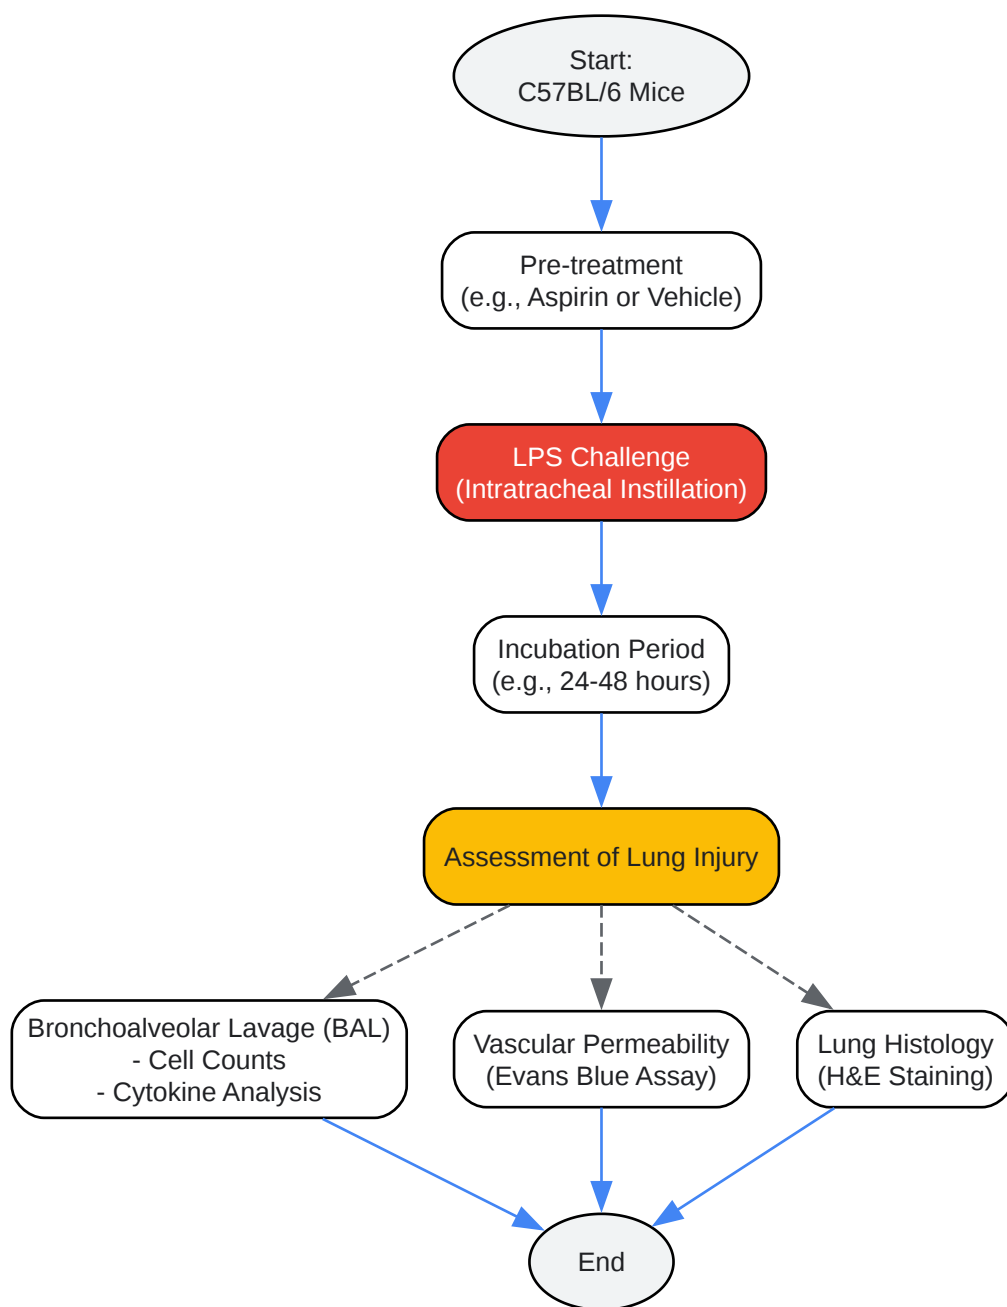 Start:
C57BL/6 Mice
Pre-treatment
(e.g., Aspirin or Vehicle)
LPS Challenge
(Intratracheal Instillation)
Incubation Period
(e.g., 24-48 hours)
Assessment of Lung Injury
Bronchoalveolar Lavage (BAL)
- Cell Counts
- Cytokine Analysis
Vascular Permeability
(Evans Blue Assay)
Lung Histology
(H&E Staining)
End